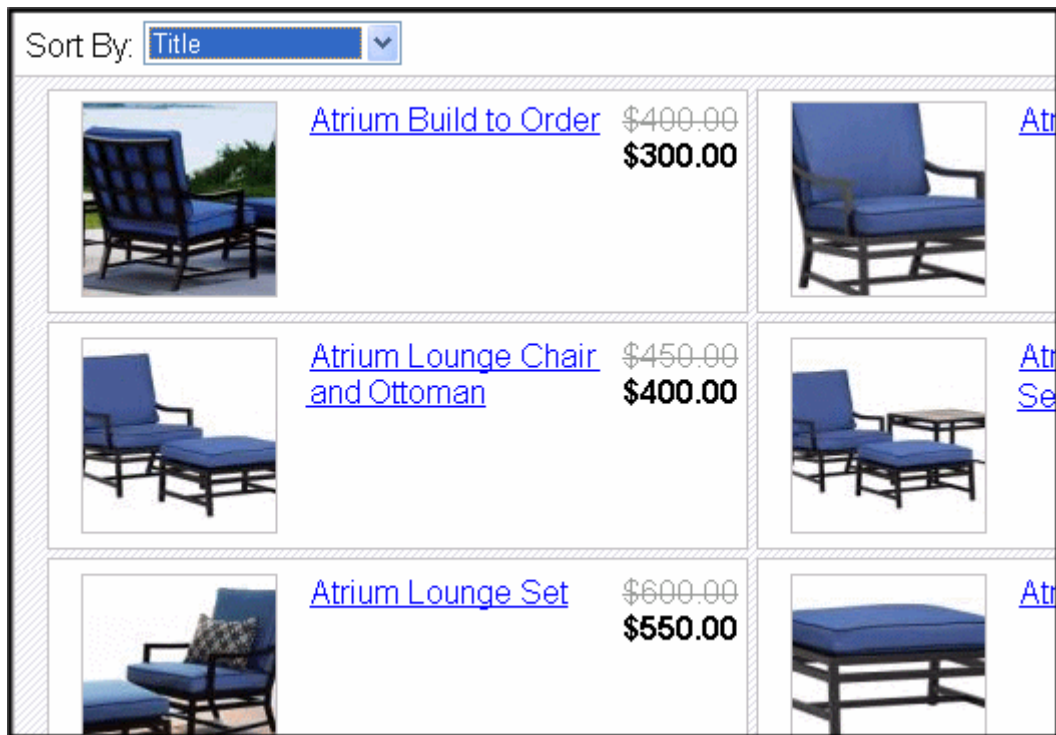 Sort By: Title
Atrium Build to Order $400.00
$300.00
Atrium Lounge Chair $450.00
and Ottoman $400.00
Atrium Lounge Set $600.00
$550.00